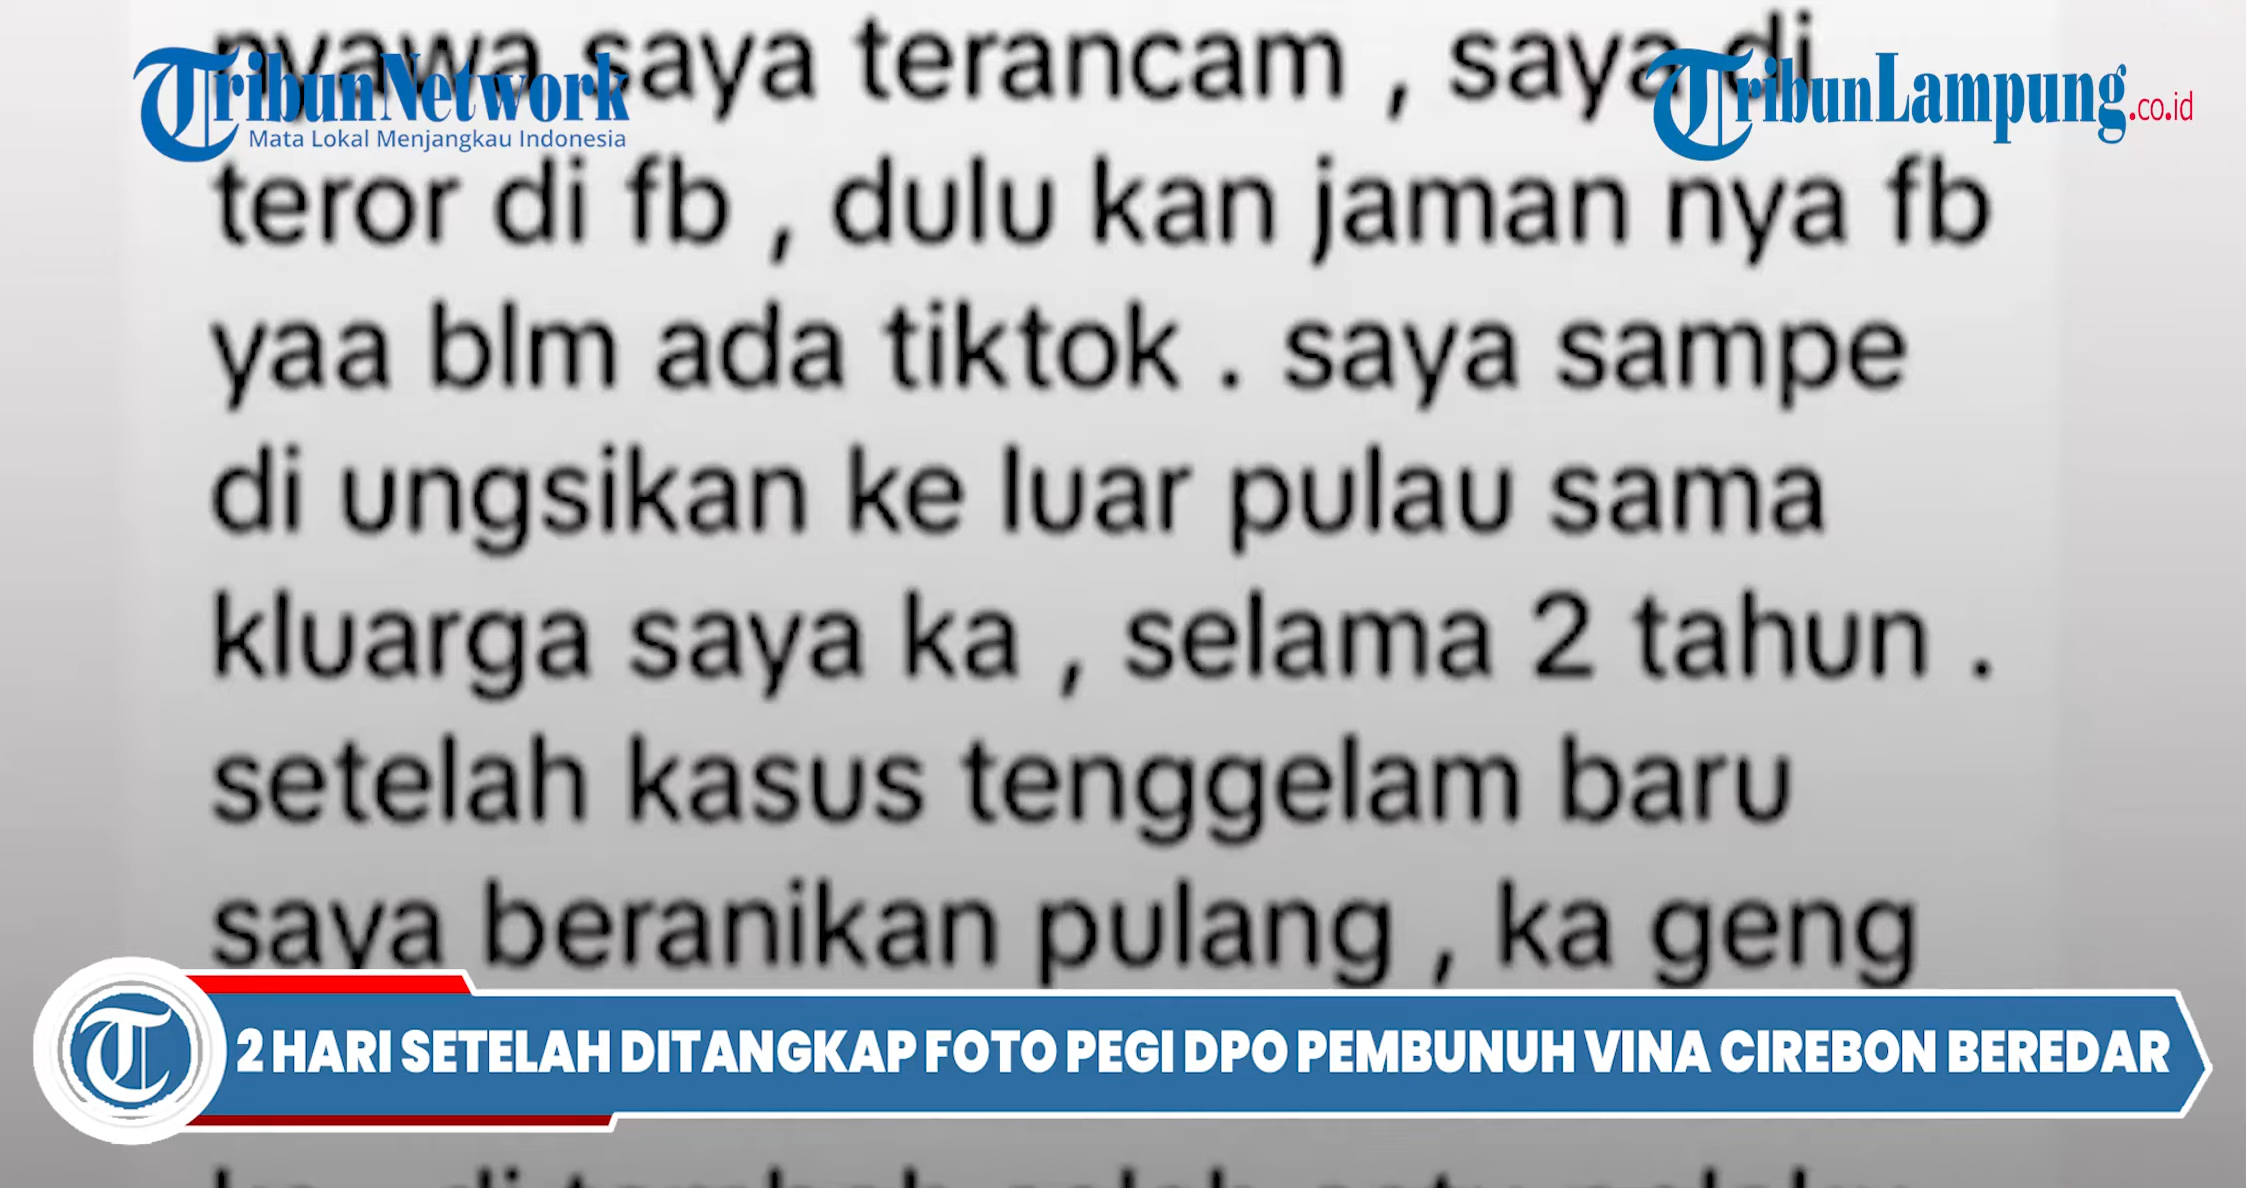 nyawa saya terancam , saya di
TribunNetwork
Mata Lokal Menjangkau Indonesia
TribunLampung.co.id
teror di fb , dulu kan jaman nya fb
yaa blm ada tiktok . saya sampe
di ungsikan ke luar pulau sama
kluarga saya ka , selama 2 tahun .
setelah kasus tenggelam baru
saya beranikan pulang , ka geng
2 HARI SETELAH DITANGKAP FOTO PEGI DPO PEMBUNUH VINA CIREBON BEREDAR